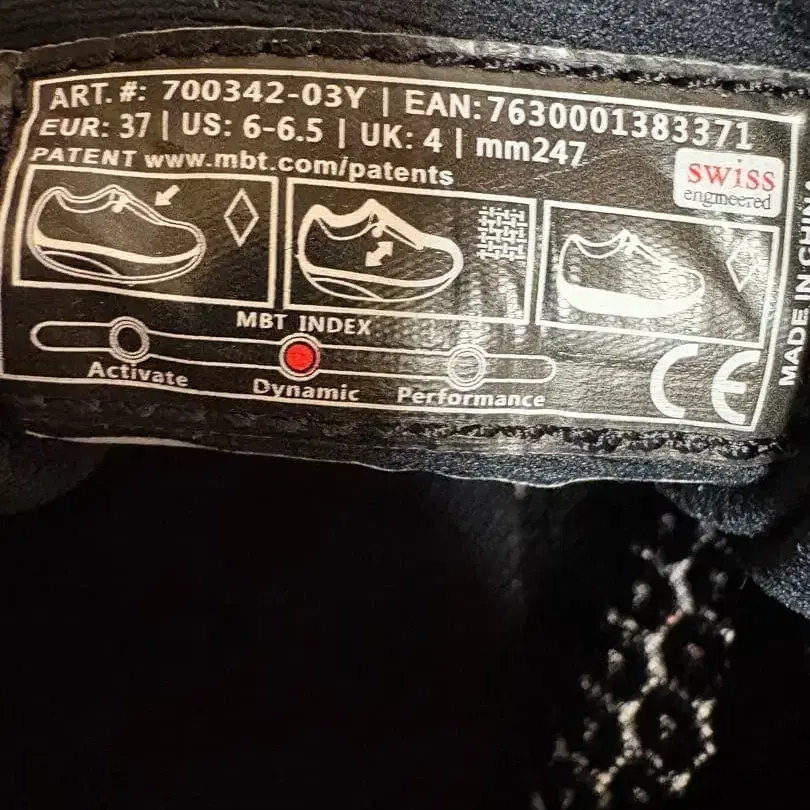 ART. #: 700342-03Y | EAN: 7630001383371
EUR: 37 | US: 6-6.5 | UK: 4 | mm247
PATENT www.mbt.com/patents
swiss
engineered
MBT INDEX
Activate
Dynamic
Performance
CE
MADE IN CHINA